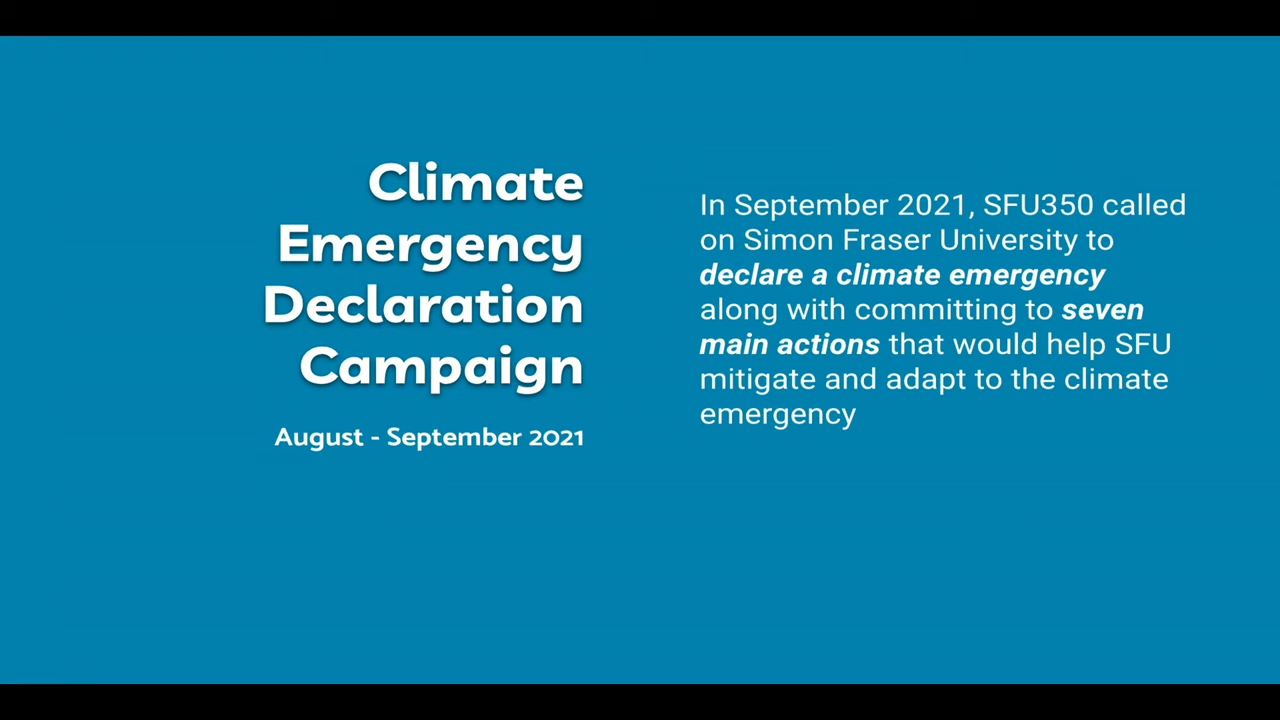 Climate
Emergency
Declaration
Campaign
August - September 2021
In September 2021, SFU350 called
on Simon Fraser University to
declare a climate emergency
along with committing to seven
main actions that would help SFU
mitigate and adapt to the climate
emergency